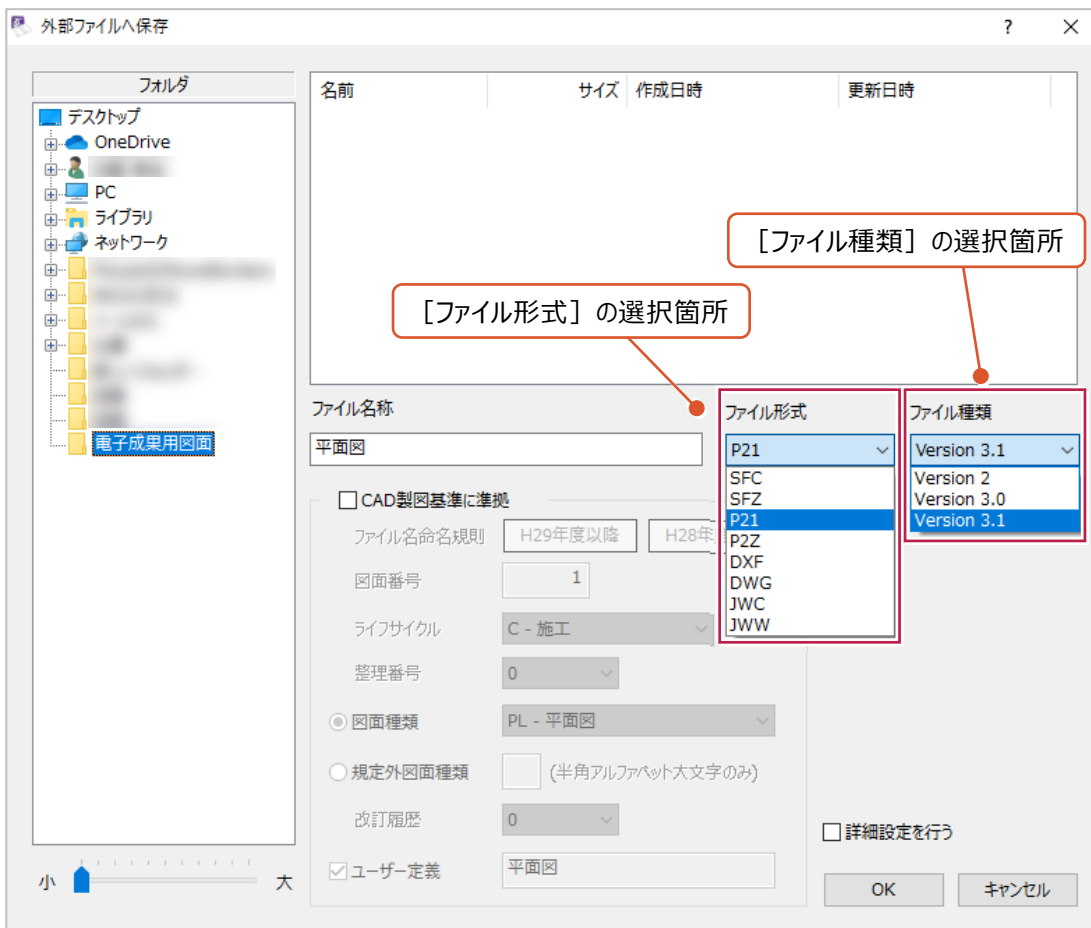 外部ファイルへ保存
?
フォルダ
デスクトップ
OneDrive
PC
ライブラリ
ネットワーク
電子成果用図面
小
大
名前 サイズ 作成日時 更新日時
[ファイル種類] の選択箇所
[ファイル形式] の選択箇所
ファイル名称
平面図
ファイル形式
P21
SFC
SFZ
P21
P2Z
DXF
DWG
JWC
JWW
ファイル種類
Version 3.1
Version 2
Version 3.0
Version 3.1
CAD製図基準に準拠
ファイル名命名規則 H29年度以降 H28年
図面番号 1
ライフサイクル C - 施工
整理番号 0
図面種類 PL - 平面図
規定外図面種類 (半角アルファベット大文字のみ)
改訂履歴 0
ユーザー定義 平面図
詳細設定を行う
OK キャンセル